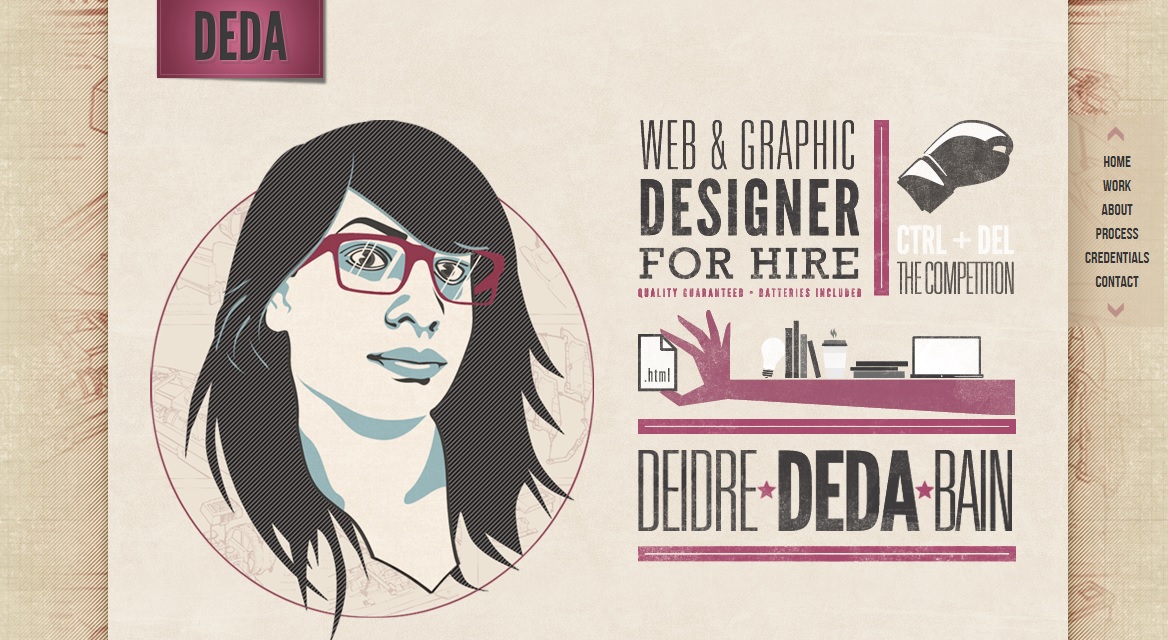 DEDA
WEB & GRAPHIC
DESIGNER
FOR HIRE
QUALITY GUARANTEED • BATTERIES INCLUDED
CTRL + DEL
THE COMPETITION
.html
DEIDRE ★ DEDA ★ BAIN
HOME
WORK
ABOUT
PROCESS
CREDENTIALS
CONTACT